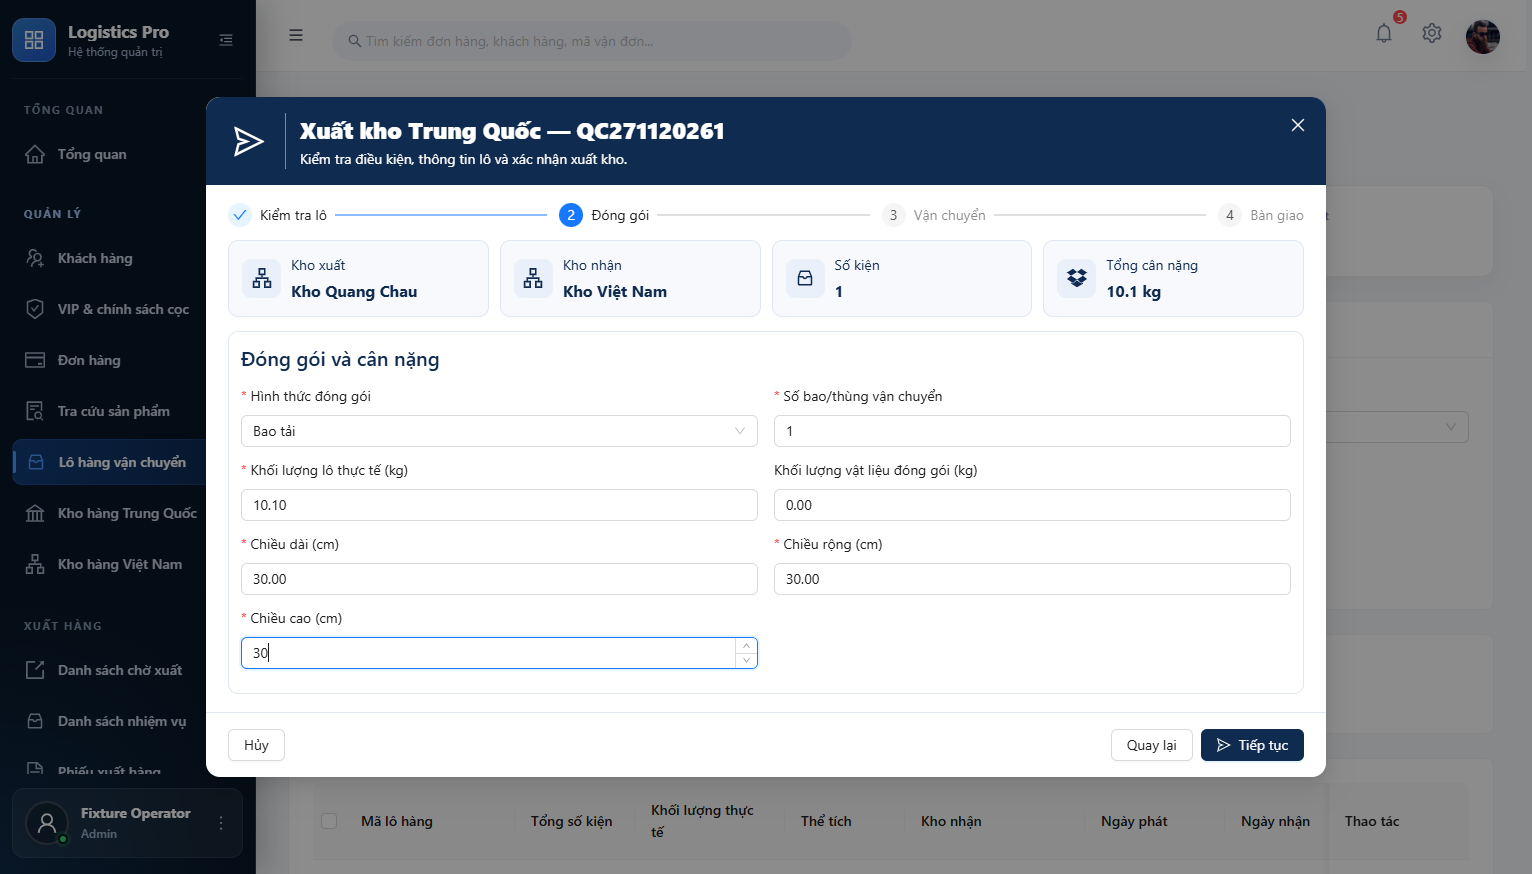 Logistics Pro
Hệ thống quản trị
Tìm kiếm đơn hàng, khách hàng, mã vận đơn...
5
TỔNG QUAN
Tổng quan
QUẢN LÝ
Khách hàng
VIP & chính sách cọc
Đơn hàng
Tra cứu sản phẩm
Lô hàng vận chuyển
Kho hàng Trung Quốc
Kho hàng Việt Nam
XUẤT HÀNG
Danh sách chờ xuất
Danh sách nhiệm vụ
Phiếu xuất hàng
Fixture Operator
Admin
Xuất kho Trung Quốc — QC271120261
Kiểm tra điều kiện, thông tin lô và xác nhận xuất kho.
Kiểm tra lô
2 Đóng gói
3 Vận chuyển
4 Bàn giao
Kho xuất
Kho Quang Chau
Kho nhận
Kho Việt Nam
Số kiện
1
Tổng cân nặng
10.1 kg
Đóng gói và cân nặng
* Hình thức đóng gói
Bao tải
* Số bao/thùng vận chuyển
1
* Khối lượng lô thực tế (kg)
10.10
Khối lượng vật liệu đóng gói (kg)
0.00
* Chiều dài (cm)
30.00
* Chiều rộng (cm)
30.00
* Chiều cao (cm)
30
Hủy
Quay lại
Tiếp tục
Mã lô hàng
Tổng số kiện
Khối lượng thực
tế
Thể tích
Kho nhận
Ngày phát
Ngày nhận
Thao tác